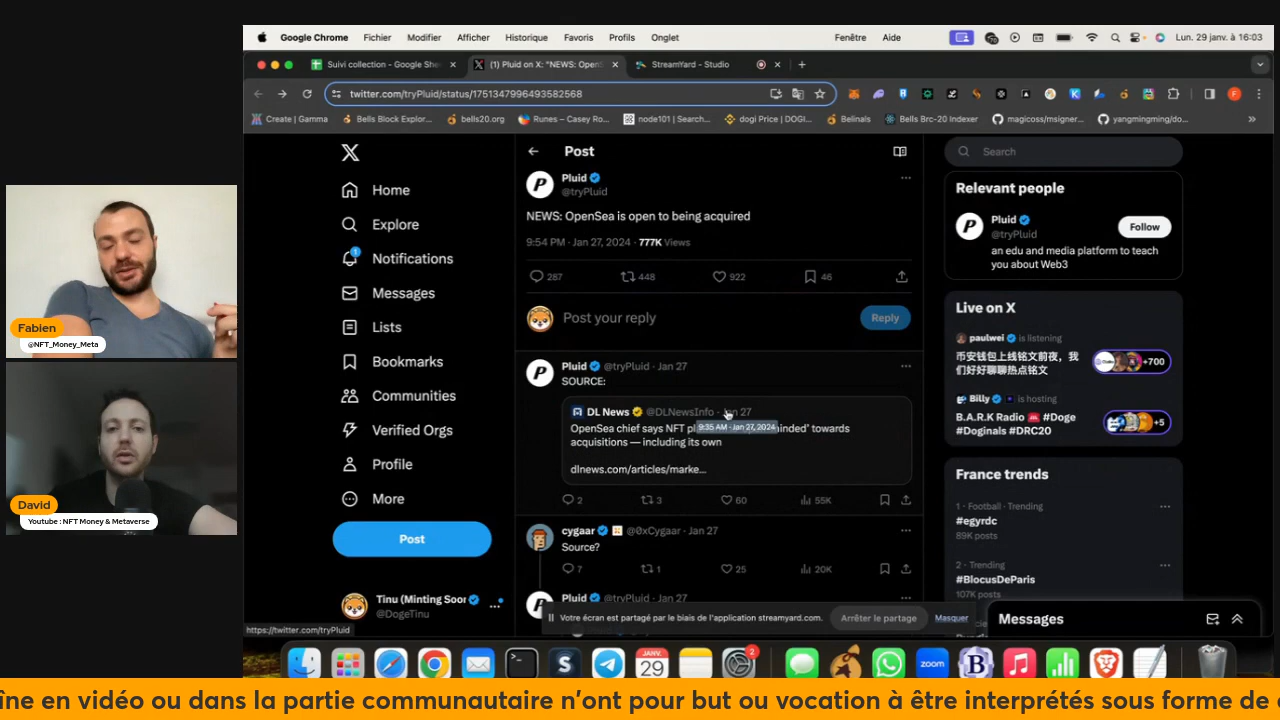 Google Chrome Fichier Modifier Afficher Historique Favoris Profils Onglet Fenêtre Aide Lun. 29 janv. à 16:03
Suivi collection - Google She
(1) Pluid on X: "NEWS: OpenS
StreamYard - Studio
twitter.com/tryPluid/status/1751347996493582568
Create | Gamma Bells Block Explor... bells20.org Runes – Casey Ro... node101 | Search... dogi Price | DOGI... Belinals Bells Brc-20 Indexer magicoss/msigner... yangmingming/do... »
Home
Explore
1
Notifications
Messages
Lists
Bookmarks
Communities
Verified Orgs
Profile
More
Post
Tinu (Minting Soor
@DogeTinu
https://twitter.com/tryPluid
Post
Pluid
@tryPluid
NEWS: OpenSea is open to being acquired
9:54 PM · Jan 27, 2024 · 777K Views
287 448 922 46
Post your reply
Reply
Pluid @tryPluid · Jan 27
SOURCE:
DL News @DLNewsInfo · Jan 27
OpenSea chief says NFT pl minded' towards
9:35 AM · Jan 27, 2024
acquisitions — including its own
dlnews.com/articles/marke...
2 3 60 55K
cygaar @0xCygaar · Jan 27
Source?
7 1 25 20K
Pluid @tryPluid · Jan 27
Votre écran est partagé par le biais de l'application streamyard.com. Arrêter le partage Masquer
Search
Relevant people
Pluid
@tryPluid
Follow
an edu and media platform to teach
you about Web3
Live on X
paulwei is listening
币安钱包上线铭文前夜，我
们好好聊聊热点铭文
+700
Billy is hosting
B.A.R.K Radio #Doge
#Doginals #DRC20
+5
France trends
1 · Football · Trending
#egyrdc
89K posts
2 · Trending
#BlocusDeParis
107K posts
Messages
Fabien
@NFT_Money_Meta
David
Youtube : NFT Money & Metaverse
JANV.
29
2
zoom
îne en vidéo ou dans la partie communautaire n'ont pour but ou vocation à être interprétés sous forme de